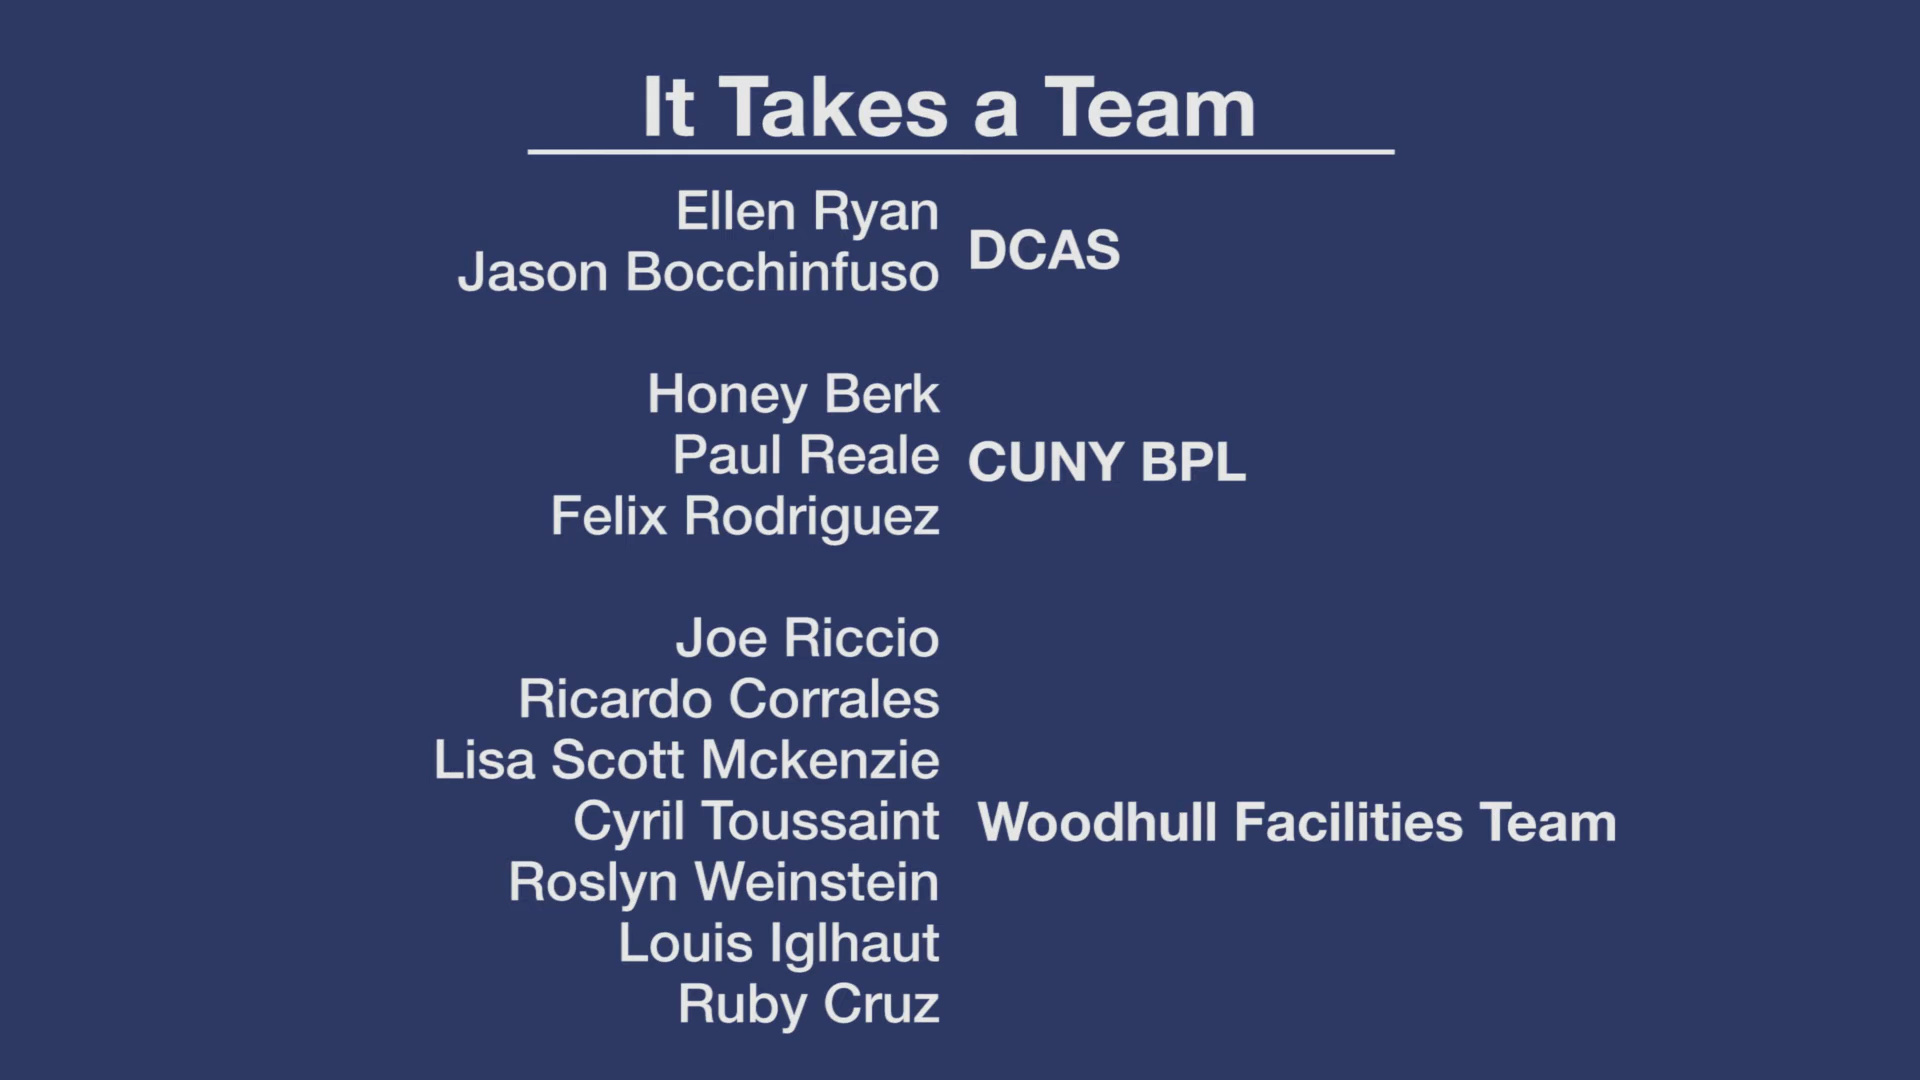 It Takes a Team
Ellen Ryan
Jason Bocchinfuso
DCAS
Honey Berk
Paul Reale
Felix Rodriguez
CUNY BPL
Joe Riccio
Ricardo Corrales
Lisa Scott Mckenzie
Cyril Toussaint
Roslyn Weinstein
Louis Iglhaut
Ruby Cruz
Woodhull Facilities Team